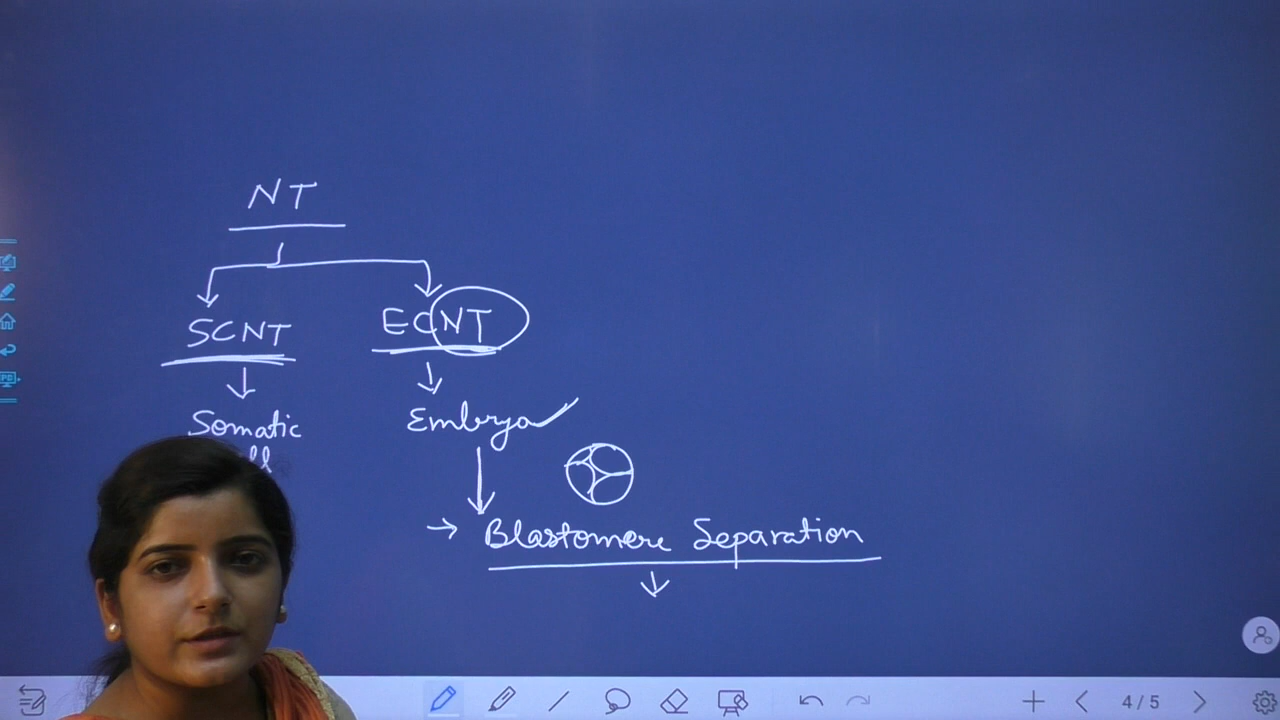 NT
SCNT ECNT
Somatic Embryo
→ Blastomere Separation
4/5